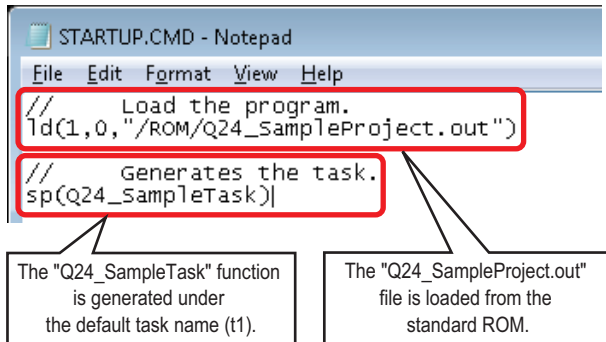 STARTUP.CMD - Notepad
File Edit Format View Help
// Load the program.
ld(1,0,"/ROM/Q24_SampleProject.out")
// Generates the task.
sp(Q24_SampleTask)
The "Q24_SampleTask" function
is generated under
the default task name (t1).
The "Q24_SampleProject.out"
file is loaded from the
standard ROM.